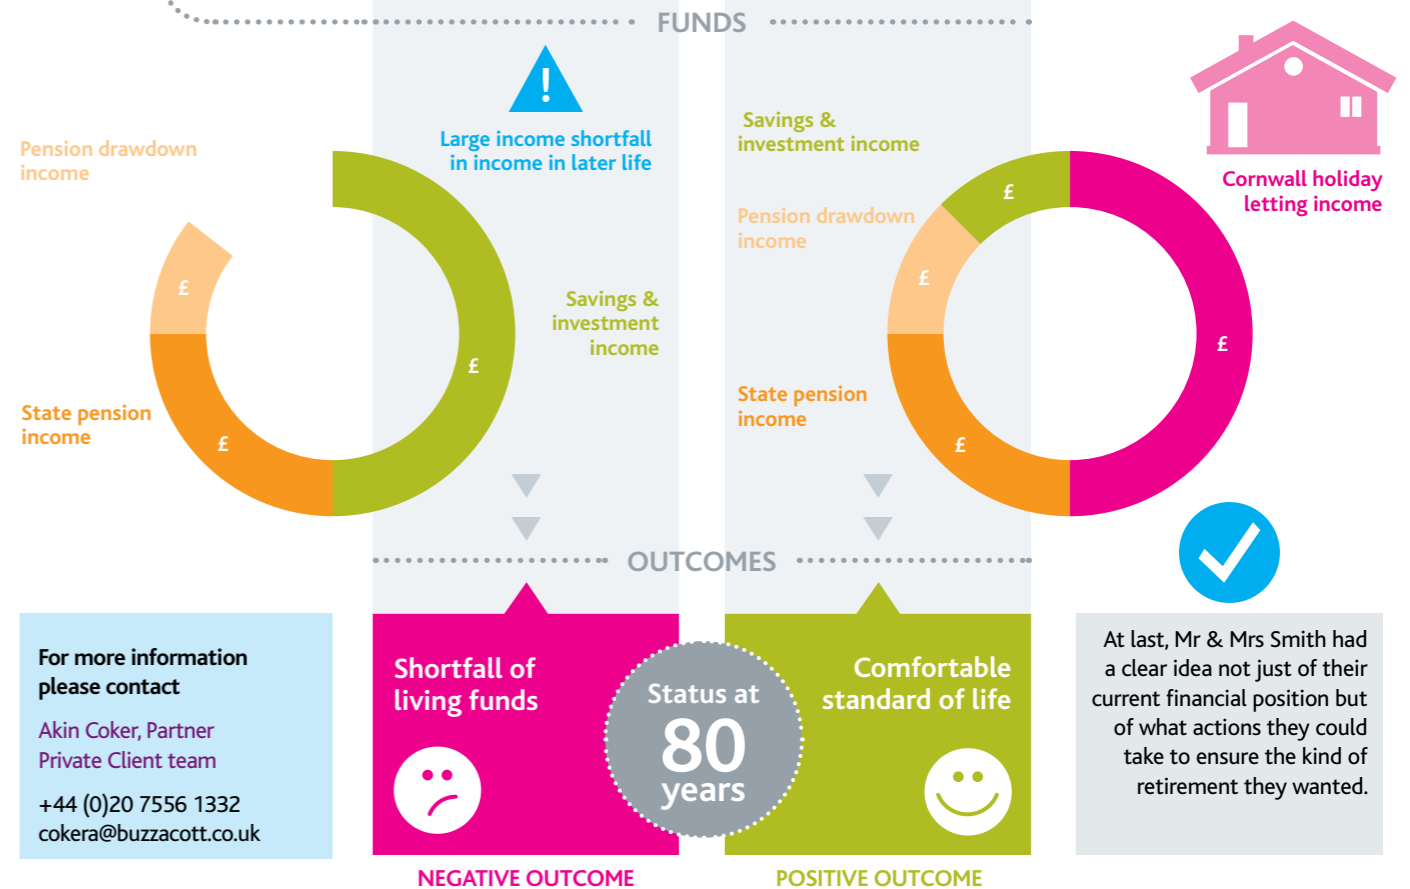 FUNDS
!
Large income shortfall
in income in later life
Pension drawdown
income
£
State pension
income
£
Savings &
investment
income
£
Savings &
investment income
£
Pension drawdown
income
£
State pension
income
£
Cornwall holiday
letting income
£
OUTCOMES
For more information
please contact
Akin Coker, Partner
Private Client team
+44 (0)20 7556 1332
cokera@buzzacott.co.uk
Shortfall of
living funds
NEGATIVE OUTCOME
Status at
80
years
Comfortable
standard of life
POSITIVE OUTCOME
At last, Mr & Mrs Smith had
a clear idea not just of their
current financial position but
of what actions they could
take to ensure the kind of
retirement they wanted.